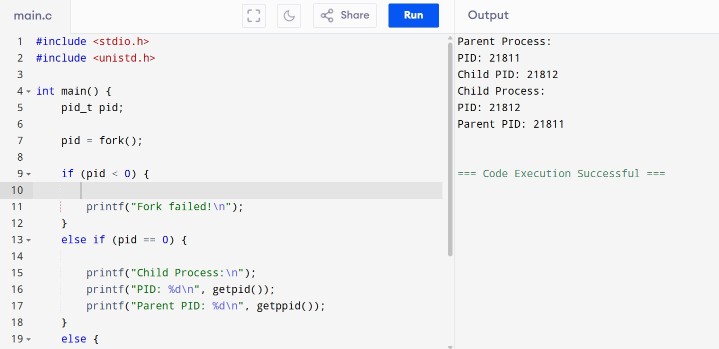 main.c
Share
Run
Output
1 #include <stdio.h>
2 #include <unistd.h>
3
4 int main() {
5     pid_t pid;
6
7     pid = fork();
8
9     if (pid < 0) {
10
11         printf("Fork failed!\n");
12     }
13     else if (pid == 0) {
14
15         printf("Child Process:\n");
16         printf("PID: %d\n", getpid());
17         printf("Parent PID: %d\n", getppid());
18     }
19     else {
Parent Process:
PID: 21811
Child PID: 21812
Child Process:
PID: 21812
Parent PID: 21811
=== Code Execution Successful ===